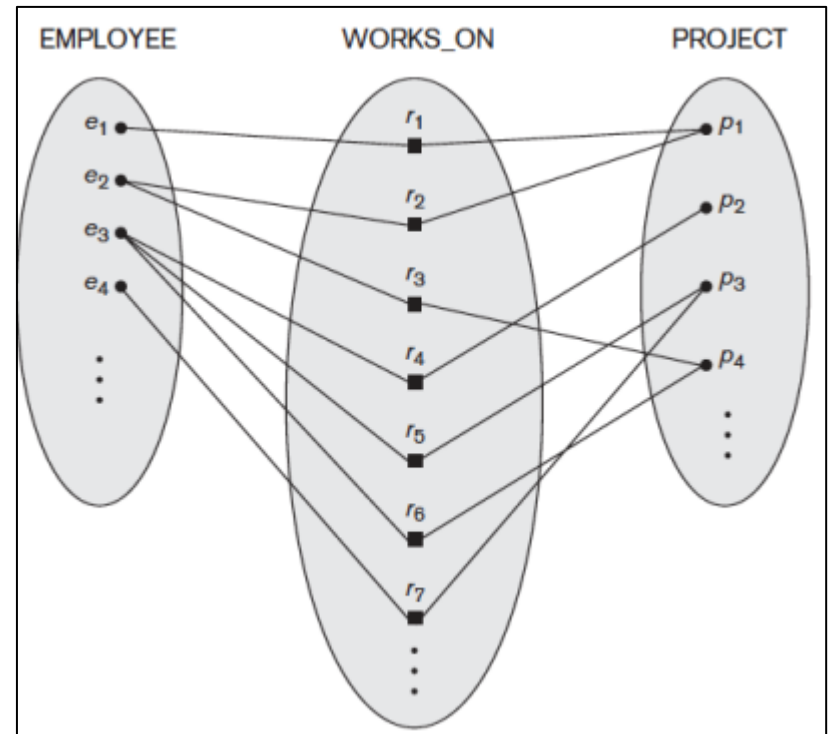 EMPLOYEE
WORKS_ON
PROJECT
e1
e2
e3
e4
r1
r2
r3
r4
r5
r6
r7
p1
p2
p3
p4